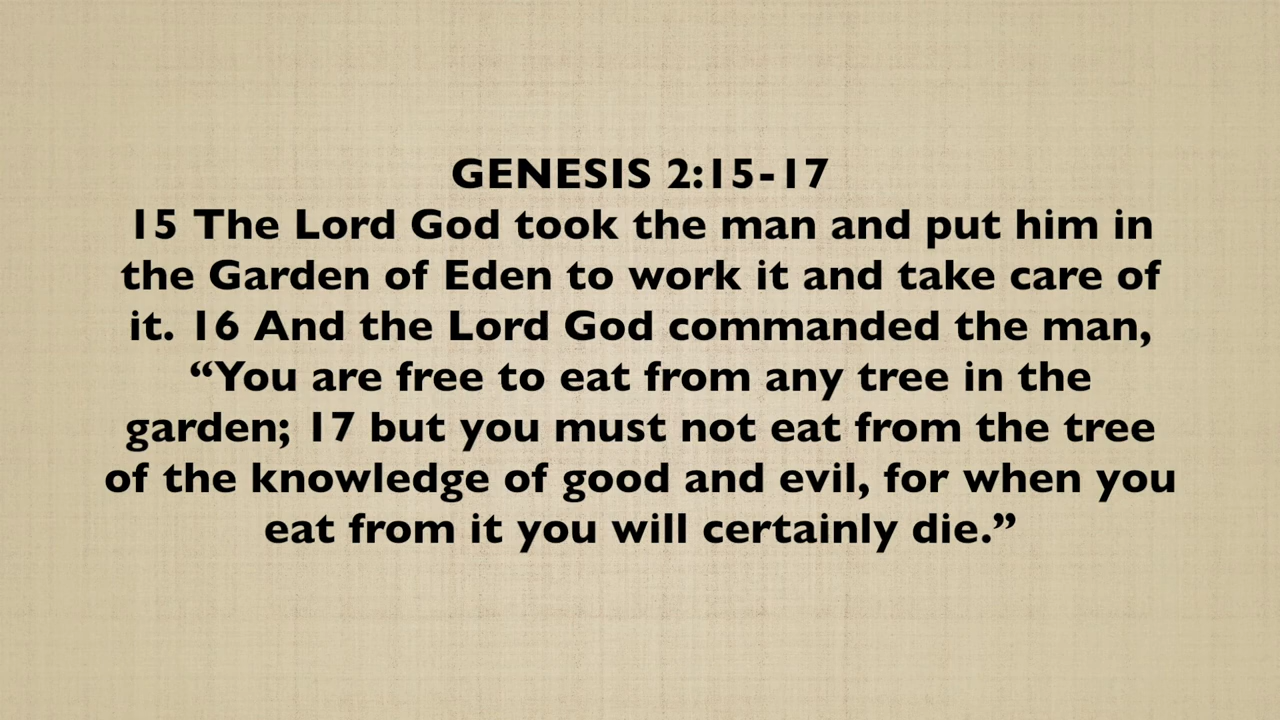 GENESIS 2:15-17
15 The Lord God took the man and put him in
the Garden of Eden to work it and take care of
it. 16 And the Lord God commanded the man,
“You are free to eat from any tree in the
garden; 17 but you must not eat from the tree
of the knowledge of good and evil, for when you
eat from it you will certainly die.”